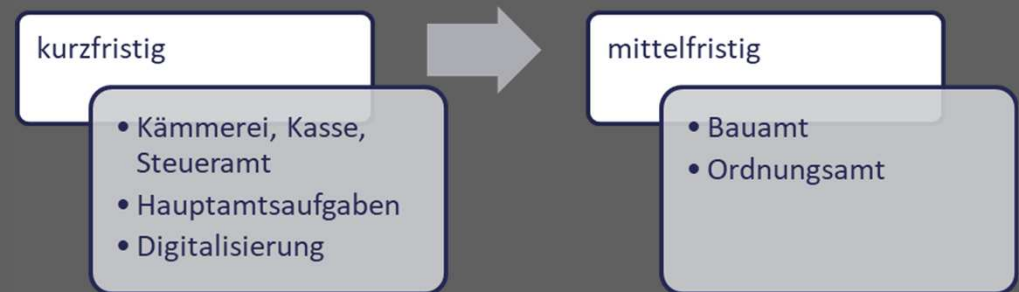 kurzfristig
• Kämmerei, Kasse,
Steueramt
• Hauptamtsaufgaben
• Digitalisierung
mittelfristig
• Bauamt
• Ordnungsamt